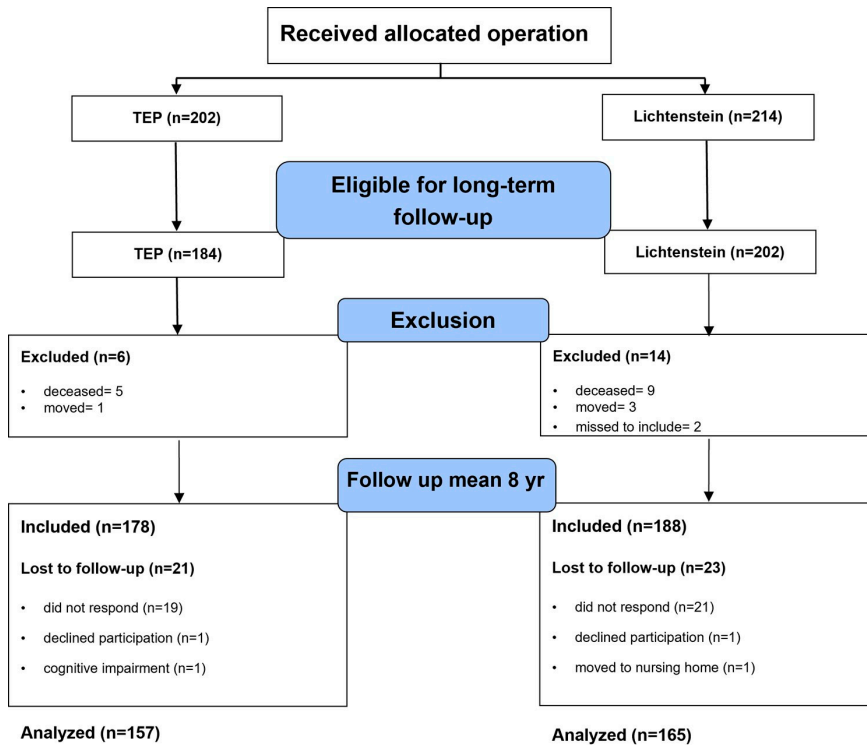 Received allocated operation
TEP (n=202)
Lichtenstein (n=214)
Eligible for long-term
follow-up
TEP (n=184)
Lichtenstein (n=202)
Exclusion
Excluded (n=6)
• deceased= 5
• moved= 1
Excluded (n=14)
• deceased= 9
• moved= 3
• missed to include= 2
Follow up mean 8 yr
Included (n=178)
Lost to follow-up (n=21)
• did not respond (n=19)
• declined participation (n=1)
• cognitive impairment (n=1)
Analyzed (n=157)
Included (n=188)
Lost to follow-up (n=23)
• did not respond (n=21)
• declined participation (n=1)
• moved to nursing home (n=1)
Analyzed (n=165)